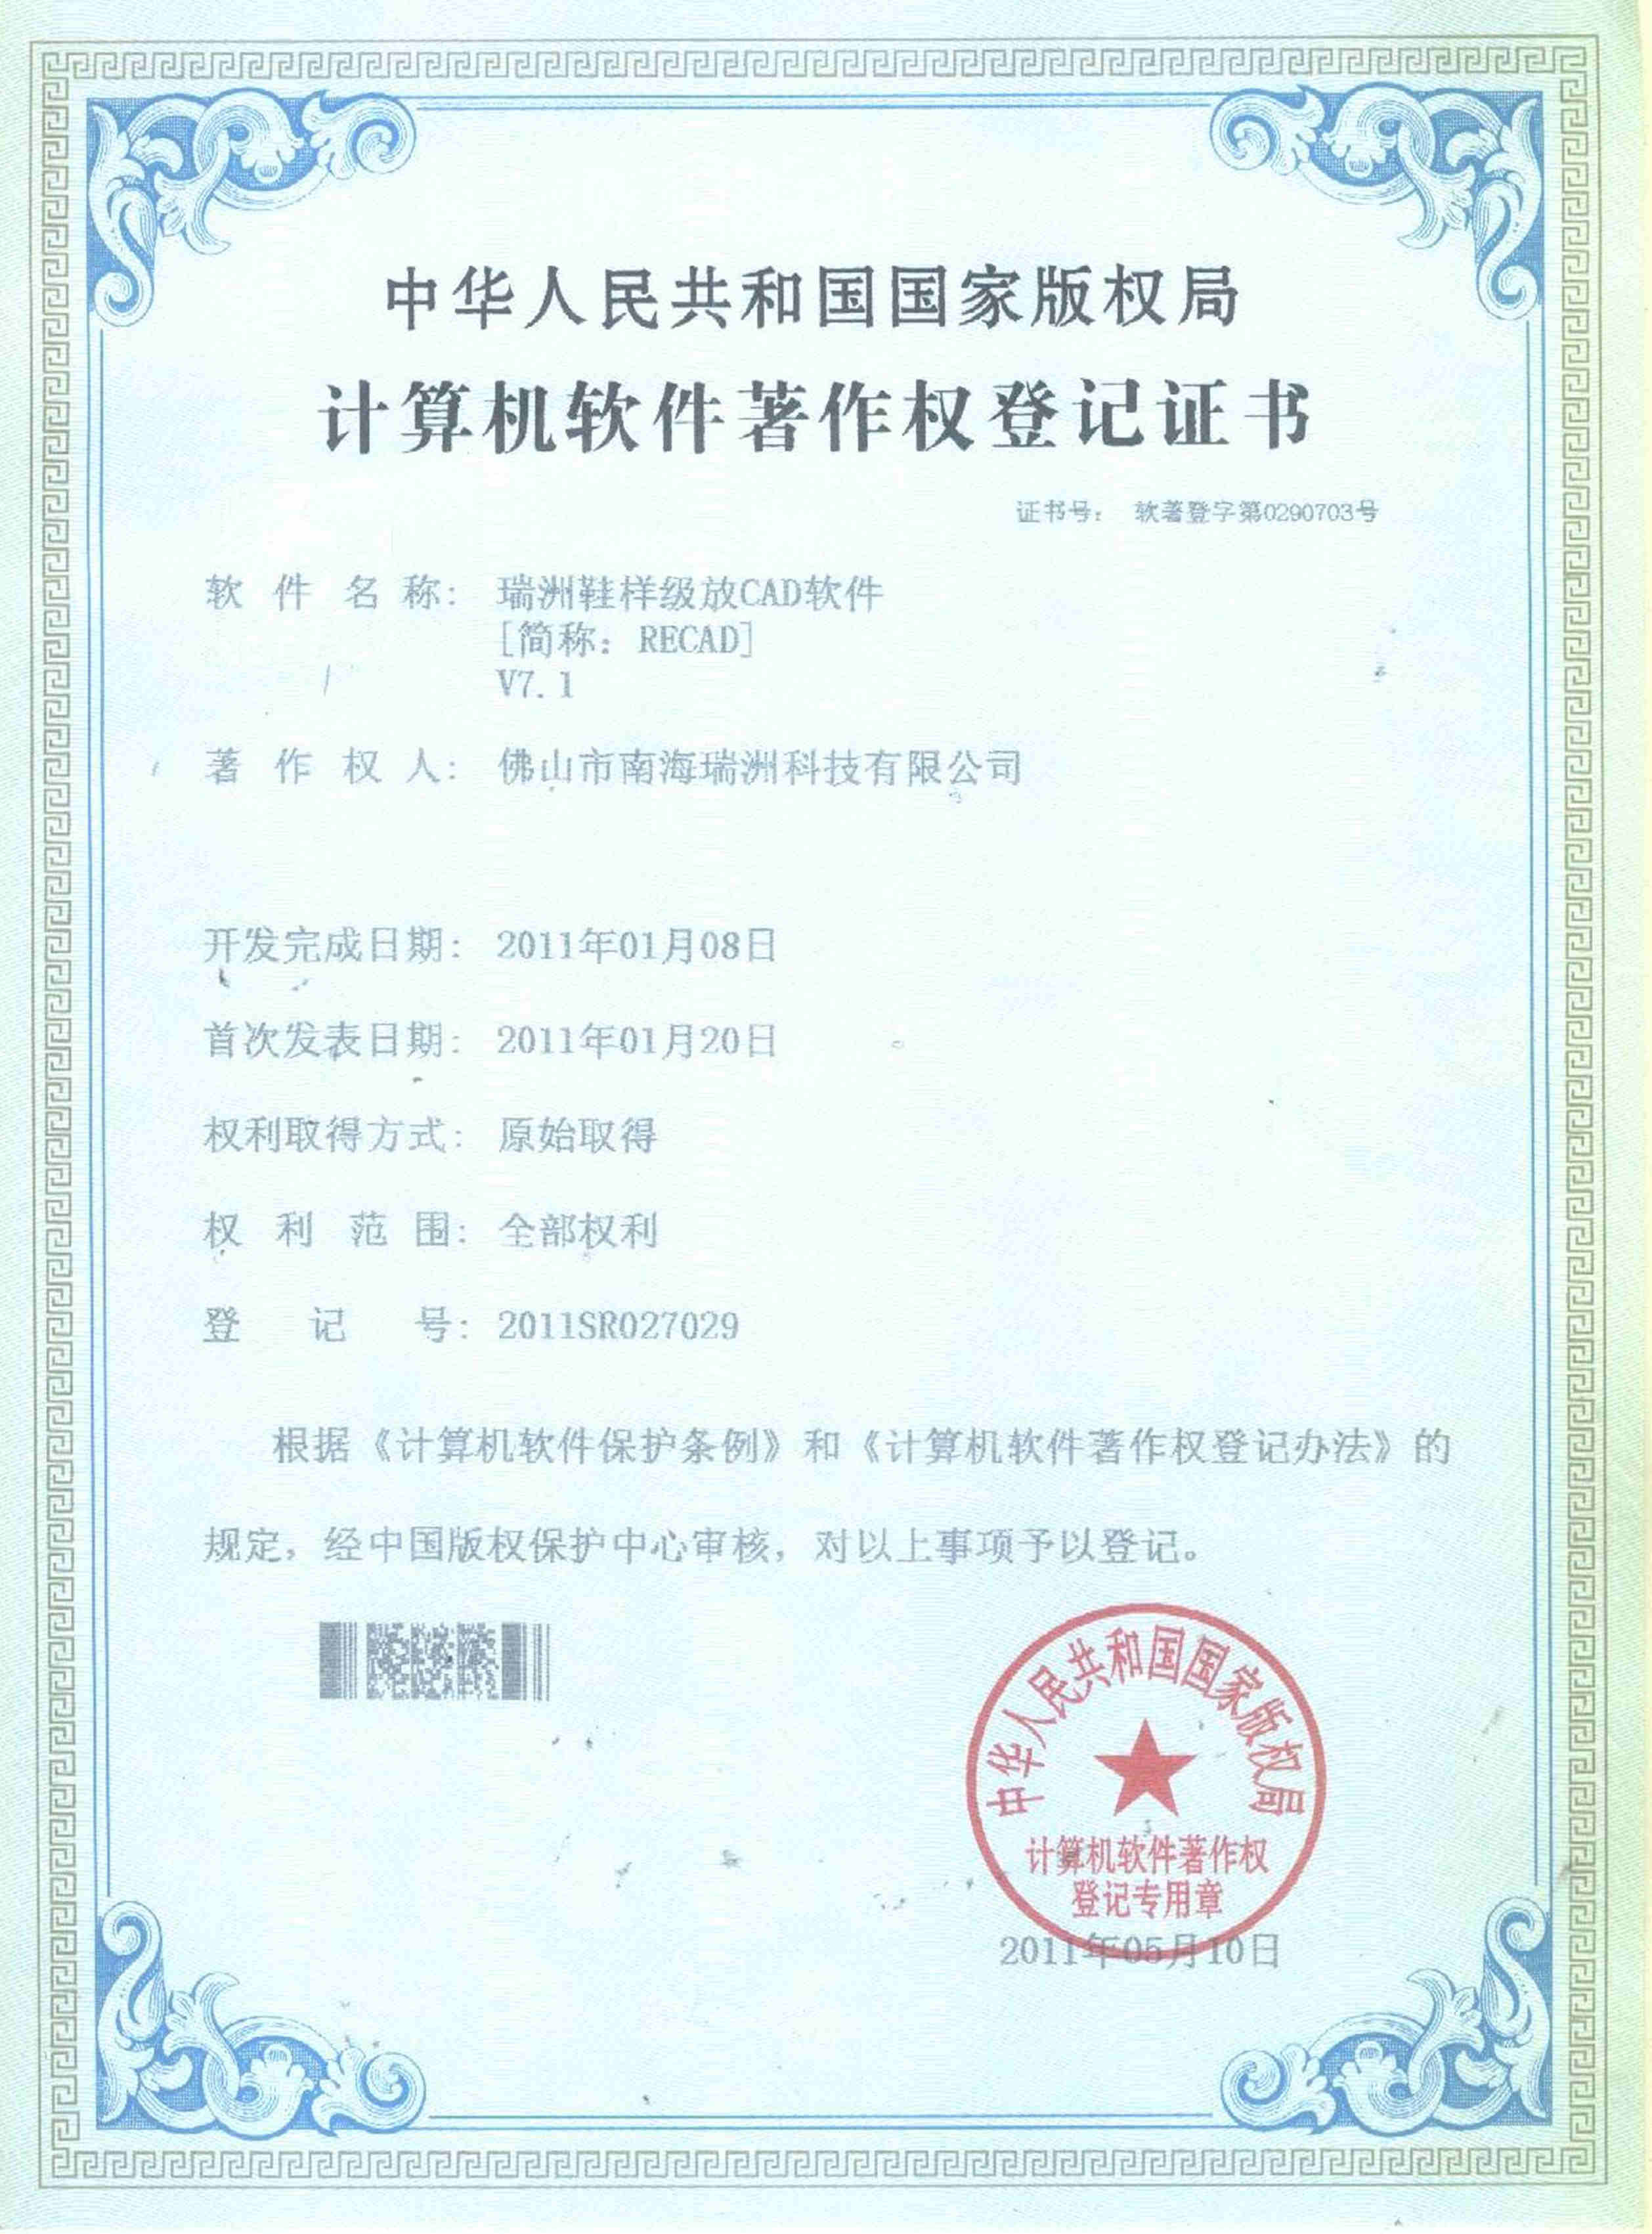 中华人民共和国国家版权局
计算机软件著作权登记证书
证书号： 软著登字第0290703号
软件名称： 瑞洲鞋样级放CAD软件
[简称：RECAD]
V7.1
著作权人： 佛山市南海瑞洲科技有限公司
开发完成日期： 2011年01月08日
首次发表日期： 2011年01月20日
权利取得方式： 原始取得
权利范围： 全部权利
登记号： 2011SR027029
根据《计算机软件保护条例》和《计算机软件著作权登记办法》的
规定，经中国版权保护中心审核，对以上事项予以登记。
中华人民共和国国家版权局
计算机软件著作权
登记专用章
2011年05月10日